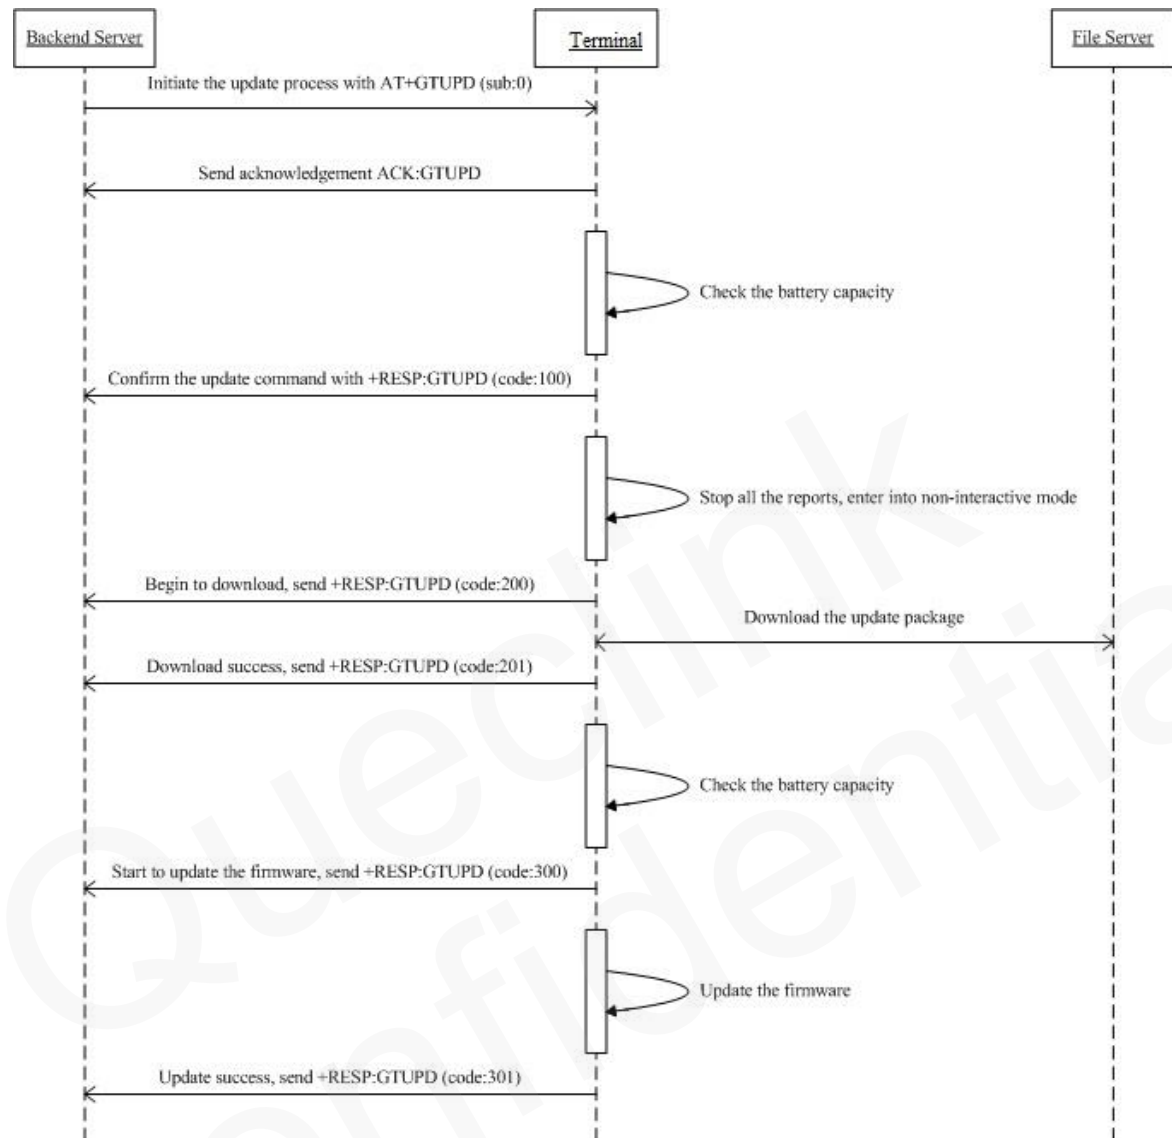 Backend Server
Terminal
File Server
Initiate the update process with AT+GTUPD (sub:0)
Send acknowledgement ACK:GTUPD
Check the battery capacity
Confirm the update command with +RESP:GTUPD (code:100)
Stop all the reports, enter into non-interactive mode
Begin to download, send +RESP:GTUPD (code:200)
Download the update package
Download success, send +RESP:GTUPD (code:201)
Check the battery capacity
Start to update the firmware, send +RESP:GTUPD (code:300)
Update the firmware
Update success, send +RESP:GTUPD (code:301)
Queclink